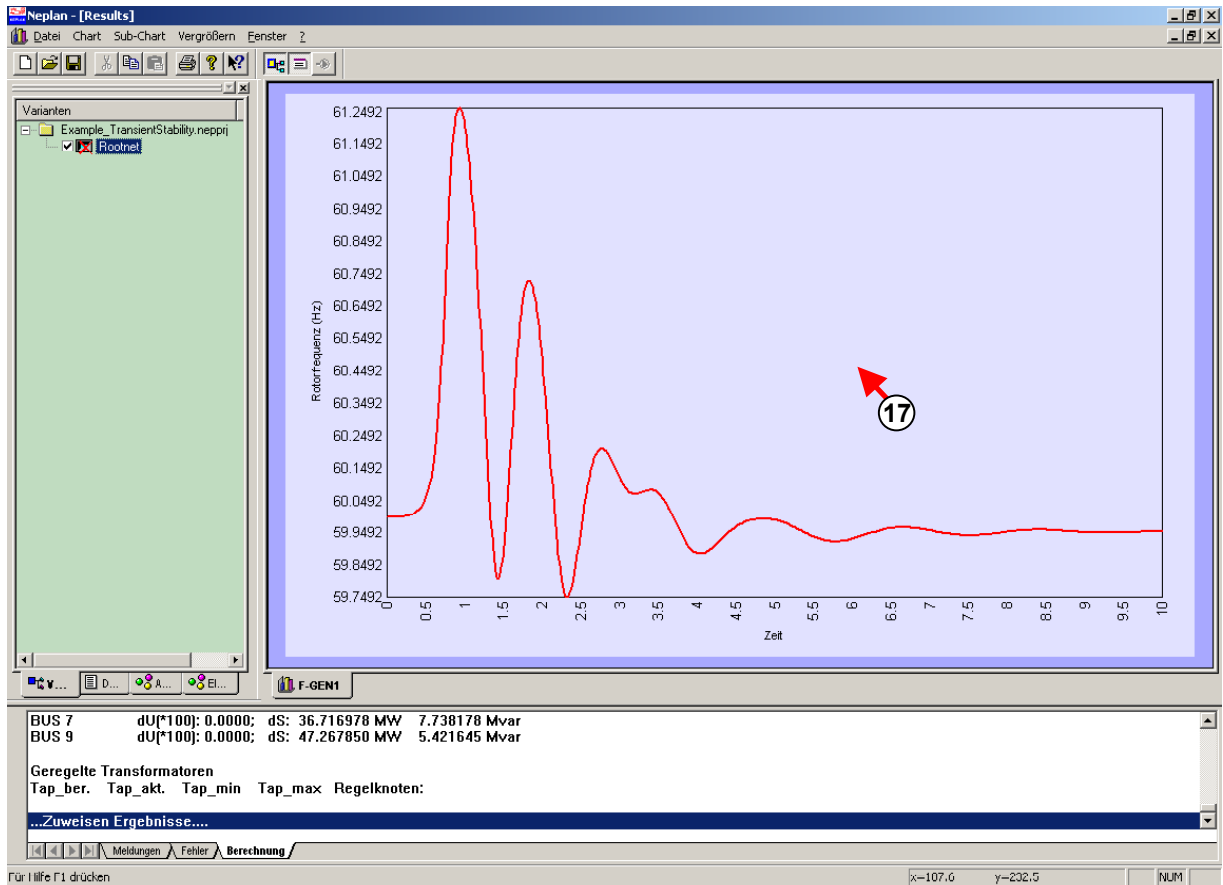 Neplan - [Results]
Datei Chart Sub-Chart Vergrößern Fenster ?
Varianten
Example_TransientStability.nepprj
Rootnet
V... D... A... El...
61.2492
61.1492
61.0492
60.9492
60.8492
60.7492
60.6492
60.5492
60.4492
60.3492
60.2492
60.1492
60.0492
59.9492
59.8492
59.7492
Rotorfrequenz (Hz)
17
0 0.5 1 1.5 2 2.5 3 3.5 4 4.5 5 5.5 6 6.5 7 7.5 8 8.5 9 9.5 10
Zeit
F-GEN1
BUS 7 dU(*100): 0.0000; dS: 36.716978 MW 7.738178 Mvar
BUS 9 dU(*100): 0.0000; dS: 47.267850 MW 5.421645 Mvar
Geregelte Transformatoren
Tap_ber. Tap_akt. Tap_min Tap_max Regelknoten:
...Zuweisen Ergebnisse....
Meldungen Fehler Berechnung
Für Hilfe F1 drücken
x=107.6 y=232.5 NUM